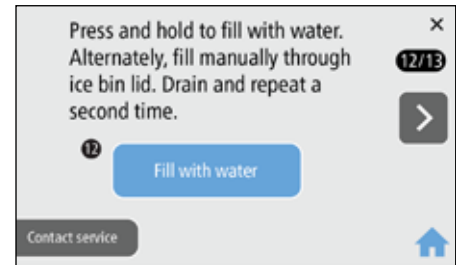 Press and hold to fill with water.
Alternately, fill manually through
ice bin lid. Drain and repeat a
second time.
×
12/13
>
12
Fill with water
Contact service